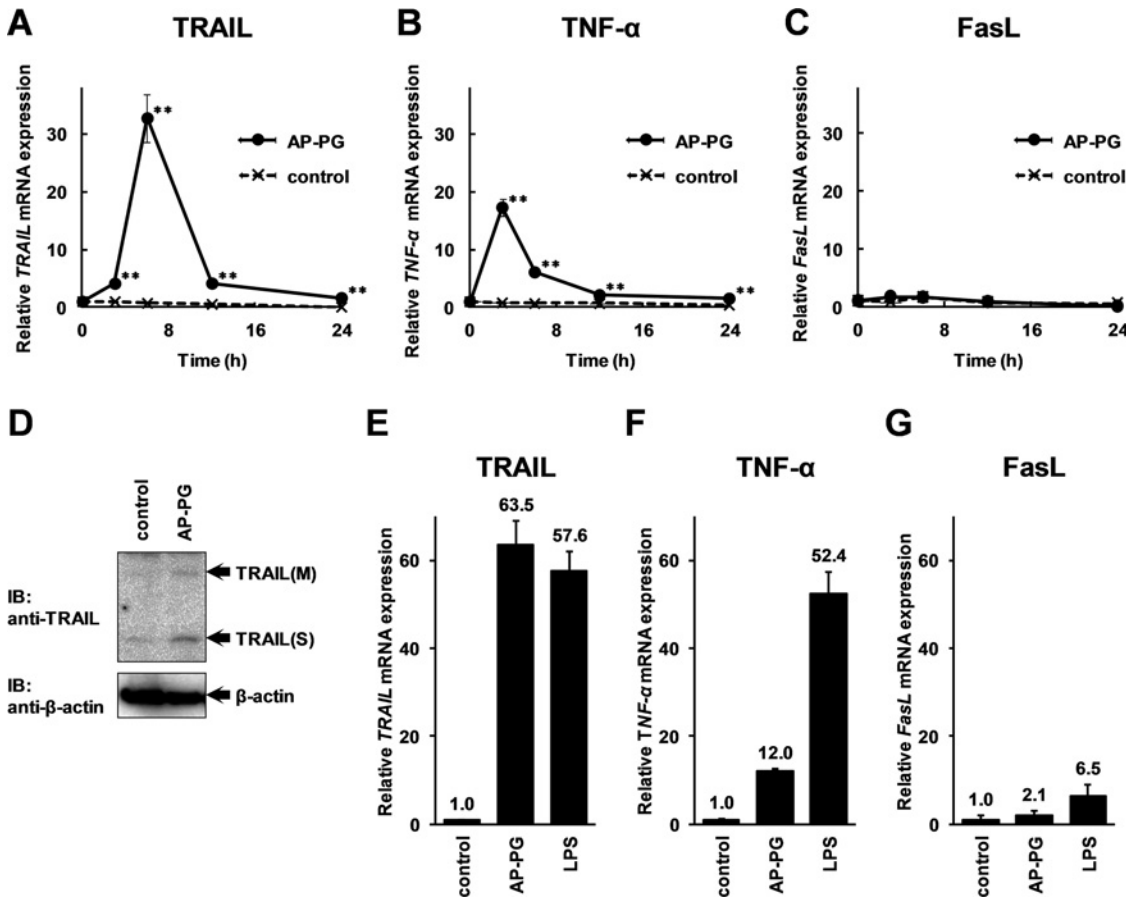 A
TRAIL
Relative TRAIL mRNA expression
30
20
10
0
**
**
**
**
AP-PG
control
0 8 16 24
Time (h)
B
TNF-α
Relative TNF-α mRNA expression
30
20
10
0
**
**
**
**
AP-PG
control
0 8 16 24
Time (h)
C
FasL
Relative FasL mRNA expression
30
20
10
0
AP-PG
control
0 8 16 24
Time (h)
D
control
AP-PG
IB:
anti-TRAIL
TRAIL(M)
TRAIL(S)
IB:
anti-β-actin
β-actin
E
TRAIL
Relative TRAIL mRNA expression
60
40
20
0
1.0
63.5
57.6
control
AP-PG
LPS
F
TNF-α
Relative TNF-α mRNA expression
60
40
20
0
1.0
12.0
52.4
control
AP-PG
LPS
G
FasL
Relative FasL mRNA expression
60
40
20
0
1.0
2.1
6.5
control
AP-PG
LPS